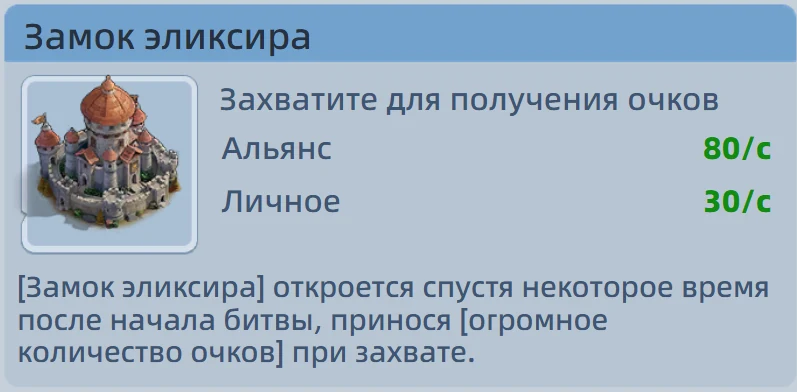 Замок эликсира
Захватите для получения очков
Альянс 80/с
Личное 30/с
[Замок эликсира] откроется спустя некоторое время
после начала битвы, принося [огромное
количество очков] при захвате.